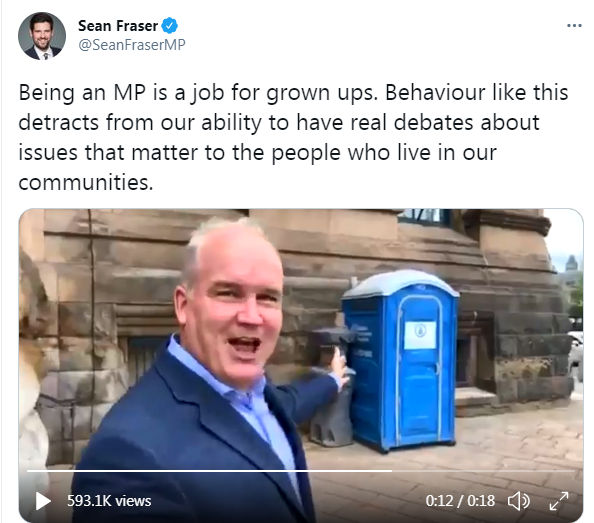 Sean Fraser
@SeanFraserMP
Being an MP is a job for grown ups. Behaviour like this
detracts from our ability to have real debates about
issues that matter to the people who live in our
communities.
593.1K views
0:12 / 0:18